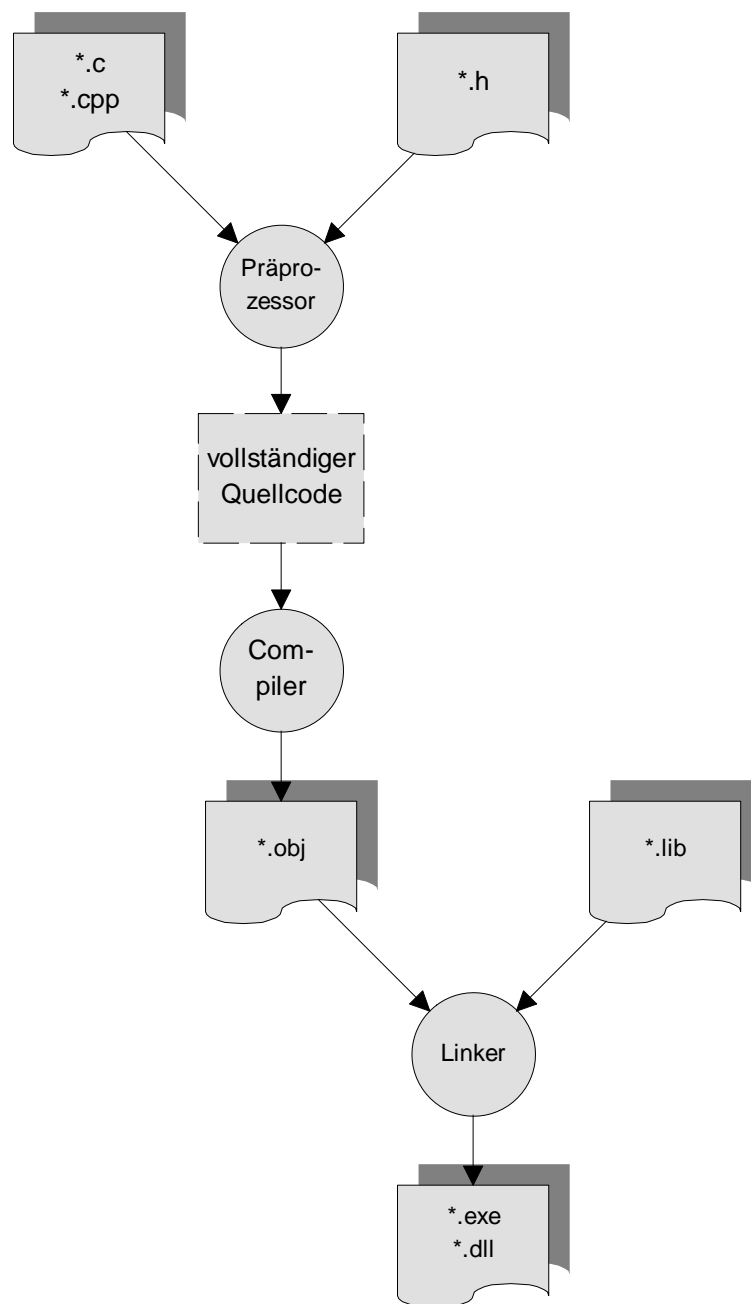 *.c
*.cpp
*.h
Präpro-
zessor
vollständiger
Quellcode
Com-
piler
*.obj
*.lib
Linker
*.exe
*.dll